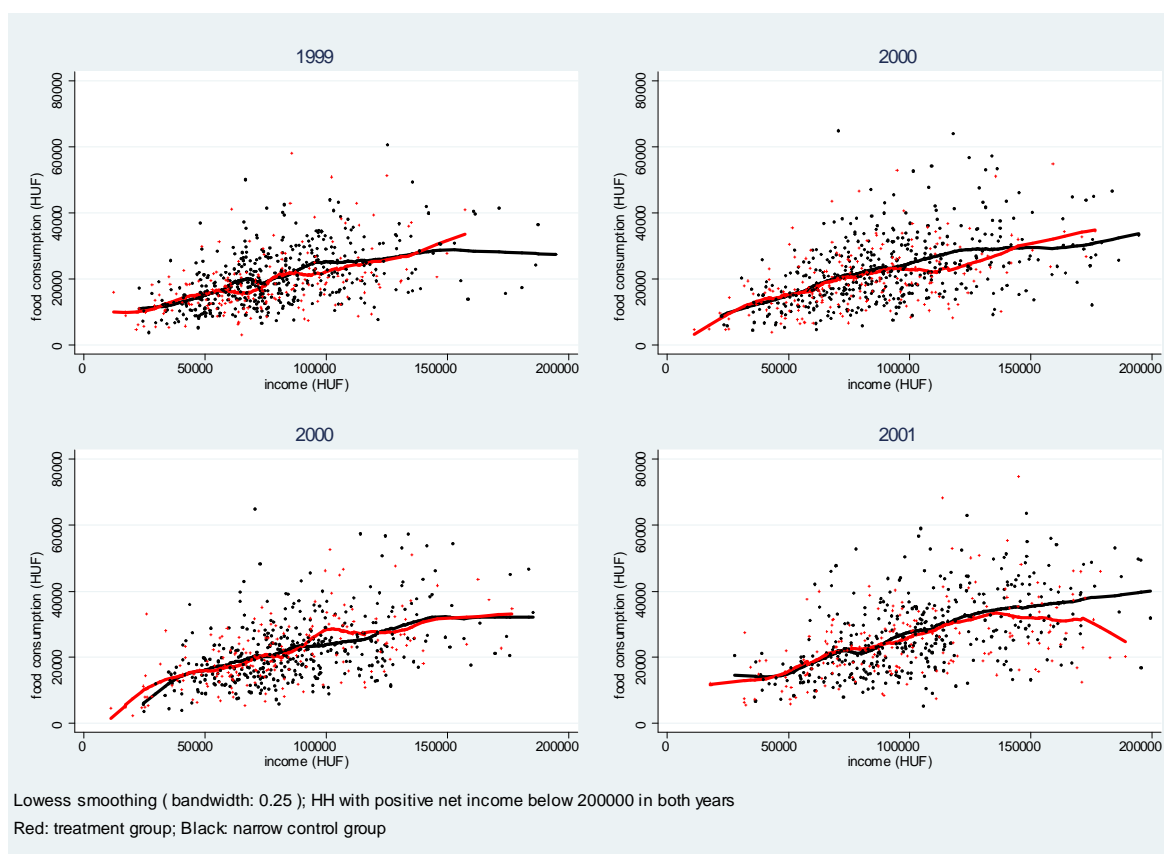 1999
80000
60000
40000
20000
0
food consumption (HUF)
0 50000 100000 150000 200000
income (HUF)
2000
80000
60000
40000
20000
0
food consumption (HUF)
0 50000 100000 150000 200000
income (HUF)
2000
80000
60000
40000
20000
0
food consumption (HUF)
0 50000 100000 150000 200000
income (HUF)
2001
80000
60000
40000
20000
0
food consumption (HUF)
0 50000 100000 150000 200000
income (HUF)
Lowess smoothing ( bandwidth: 0.25 ); HH with positive net income below 200000 in both years
Red: treatment group; Black: narrow control group